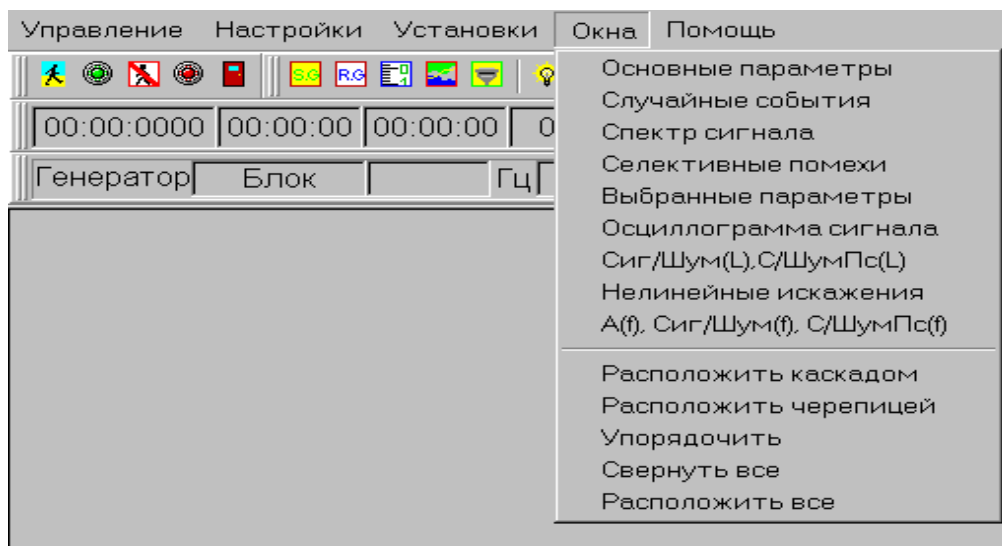 Управление Настройки Установки Окна Помощь
S.G R.G
00:00:0000 00:00:00 00:00:00 0
Генератор Блок Гц
Основные параметры
Случайные события
Спектр сигнала
Селективные помехи
Выбранные параметры
Осциллограмма сигнала
Сиг/Шум(L),С/ШумПс(L)
Нелинейные искажения
A(f), Сиг/Шум(f), С/ШумПс(f)
Расположить каскадом
Расположить черепицей
Упорядочить
Свернуть все
Расположить все